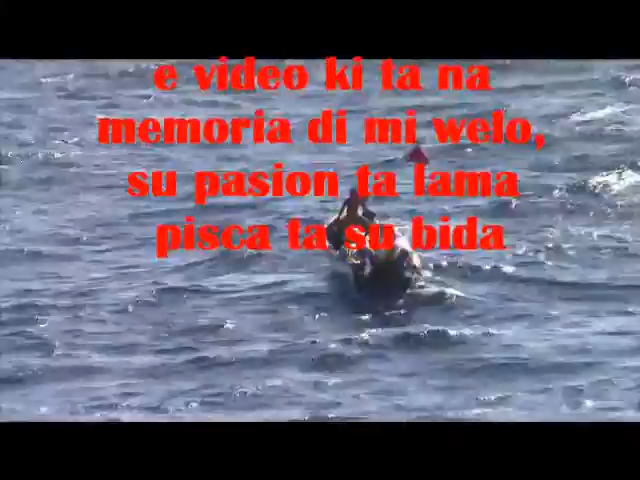 e video ki ta na
memoria di mi welo,
su pasion ta lama
pisca ta su bida